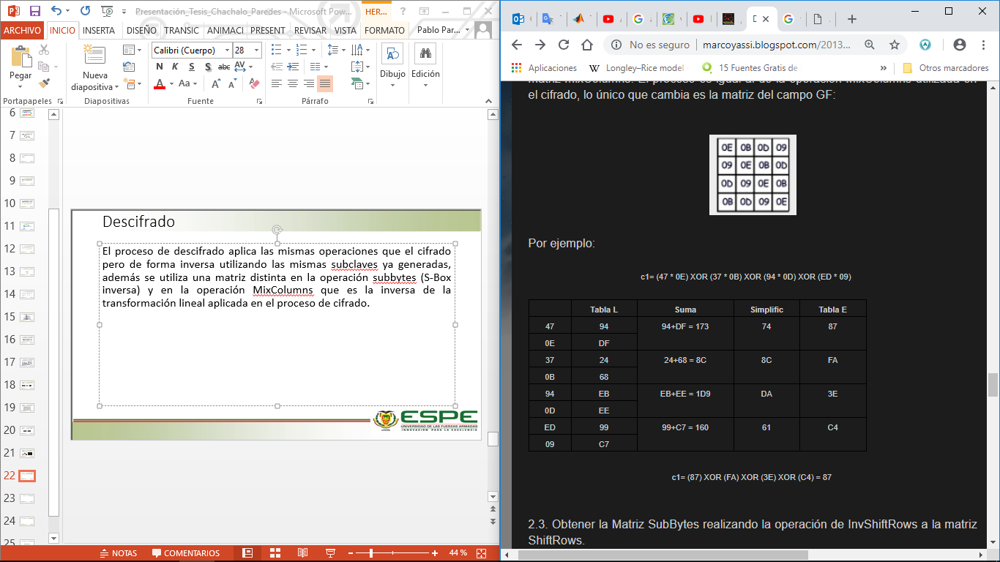 Presentación_Tesis_Chachalo_Paredes - Microsoft Pow...
HER...
?
ARCHIVO
INICIO
INSERTA
DISEÑO
TRANSIC
ANIMACI
PRESENT
REVISAR
VISTA
FORMATO
Pablo Par...
Pegar
Nueva
diapositiva
Calibri (Cuerpo)
28
N K S S abc AV
A Aa A A
Dibujo
Edición
Portapapeles
Diapositivas
Fuente
Párrafo
6
7
8
9
10
11
12
13
14
15
16
17
18
19
20
21
22
23
24
25
Descifrado
El proceso de descifrado aplica las mismas operaciones que el cifrado
pero de forma inversa utilizando las mismas subclaves ya generadas,
además se utiliza una matriz distinta en la operación subbytes (S-Box
inversa) y en la operación MixColumns que es la inversa de la
transformación lineal aplicada en el proceso de cifrado.
ESPE
UNIVERSIDAD DE LAS FUERZAS ARMADAS
INNOVACIÓN PARA LA EXCELENCIA
NOTAS
COMENTARIOS
44 %
No es seguro
marcoyassi.blogspot.com/2013...
Aplicaciones
Longley–Rice model
15 Fuentes Gratis de
»
Otros marcadores
matriz MixColumns. El proceso es igual al de la operación MixColumns utilizada en
el cifrado, lo único que cambia es la matriz del campo GF:
0E 0B 0D 09
09 0E 0B 0D
0D 09 0E 0B
0B 0D 09 0E
Por ejemplo:
c1= (47 * 0E) XOR (37 * 0B) XOR (94 * 0D) XOR (ED * 09)
Tabla L Suma Simplific Tabla E
47 94 94+DF = 173 74 87
0E DF
37 24 24+68 = 8C 8C FA
0B 68
94 EB EB+EE = 1D9 DA 3E
0D EE
ED 99 99+C7 = 160 61 C4
09 C7
c1= (87) XOR (FA) XOR (3E) XOR (C4) = 87
2.3. Obtener la Matriz SubBytes realizando la operación de InvShiftRows a la matriz
ShiftRows.